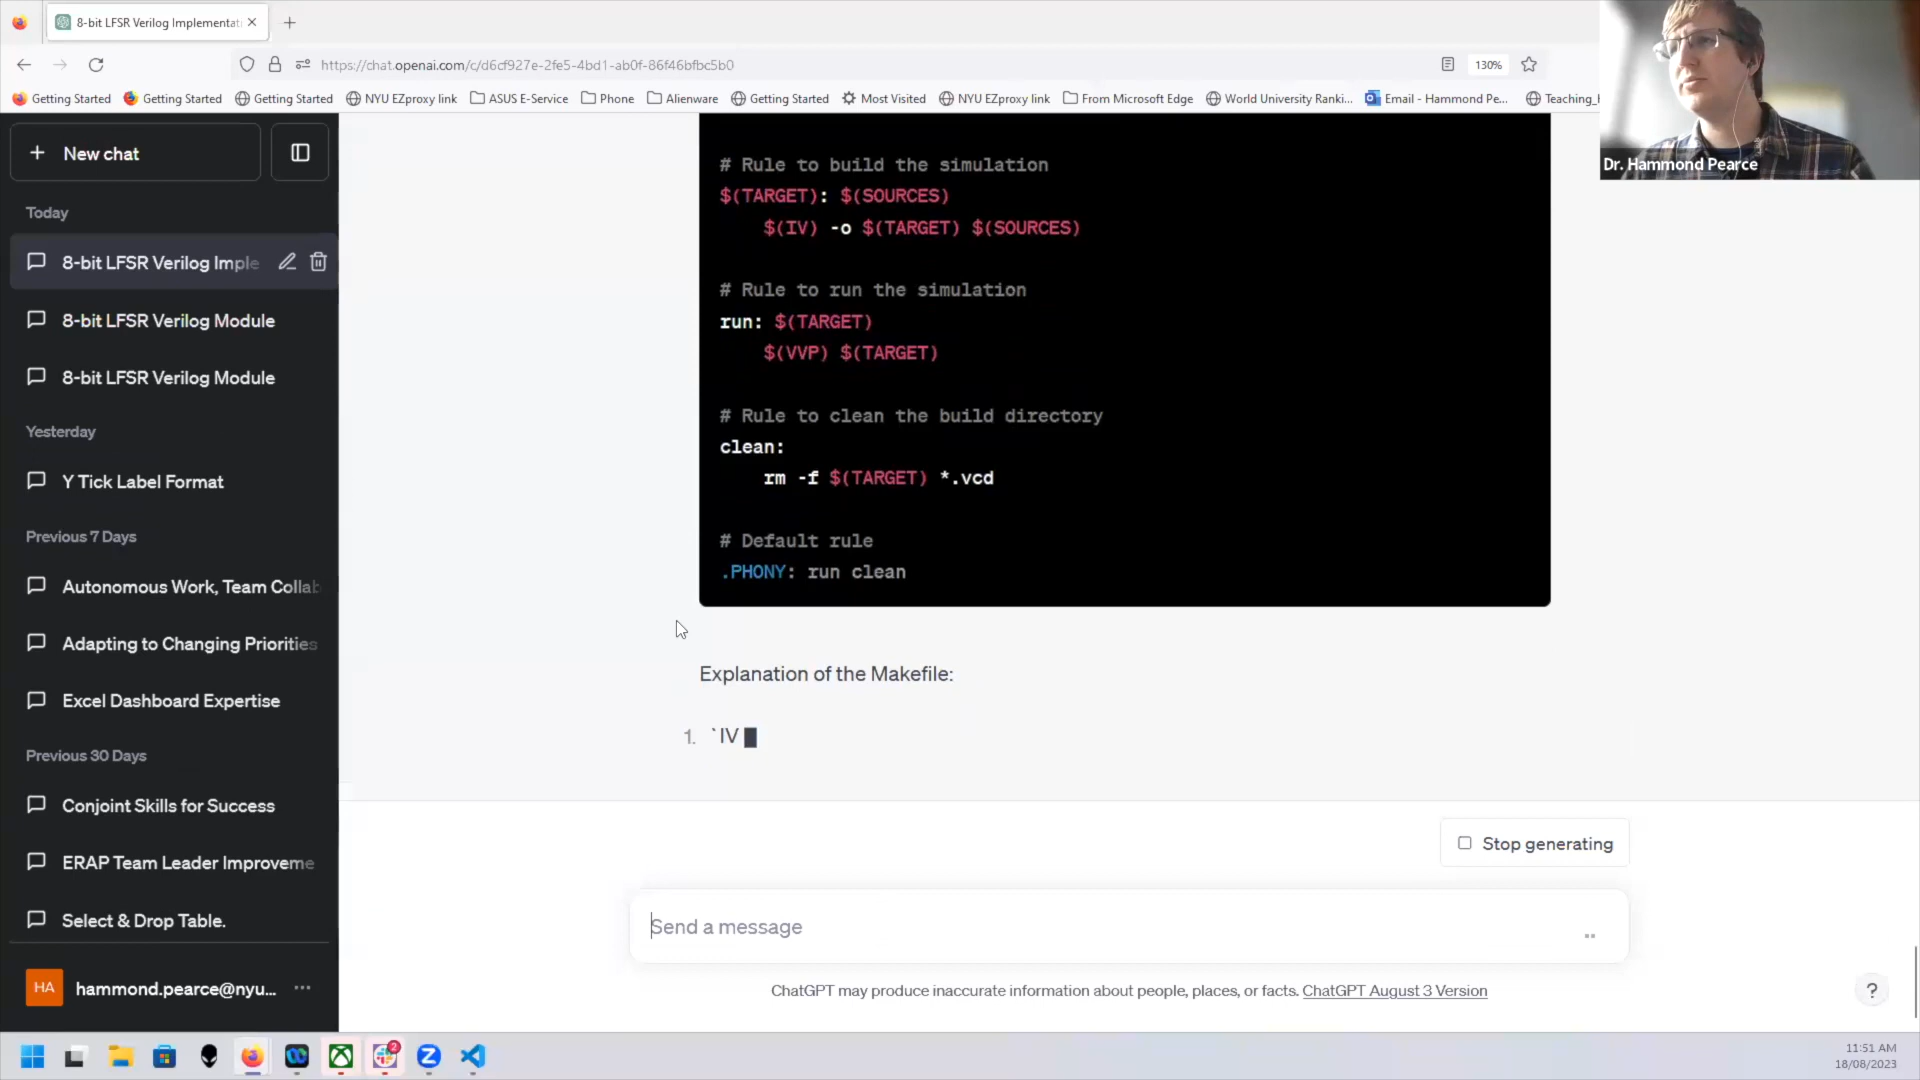 8-bit LFSR Verilog Implementat
https://chat.openai.com/c/d6cf927e-2fe5-4bd1-ab0f-86f46bfbc5b0
130%
Getting Started
Getting Started
Getting Started
NYU EZproxy link
ASUS E-Service
Phone
Alienware
Getting Started
Most Visited
NYU EZproxy link
From Microsoft Edge
World University Ranki...
Email - Hammond Pe...
Teaching_
Dr. Hammond Pearce
+ New chat
Today
8-bit LFSR Verilog Imple
8-bit LFSR Verilog Module
8-bit LFSR Verilog Module
Yesterday
Y Tick Label Format
Previous 7 Days
Autonomous Work, Team Collab
Adapting to Changing Priorities
Excel Dashboard Expertise
Previous 30 Days
Conjoint Skills for Success
ERAP Team Leader Improveme
Select & Drop Table.
HA
hammond.pearce@nyu...
# Rule to build the simulation
$(TARGET): $(SOURCES)
$(IV) -o $(TARGET) $(SOURCES)
# Rule to run the simulation
run: $(TARGET)
$(VVP) $(TARGET)
# Rule to clean the build directory
clean:
rm -f $(TARGET) *.vcd
# Default rule
.PHONY: run clean
Explanation of the Makefile:
1. `IV
Stop generating
Send a message
ChatGPT may produce inaccurate information about people, places, or facts. ChatGPT August 3 Version
?
2
11:51 AM
18/08/2023